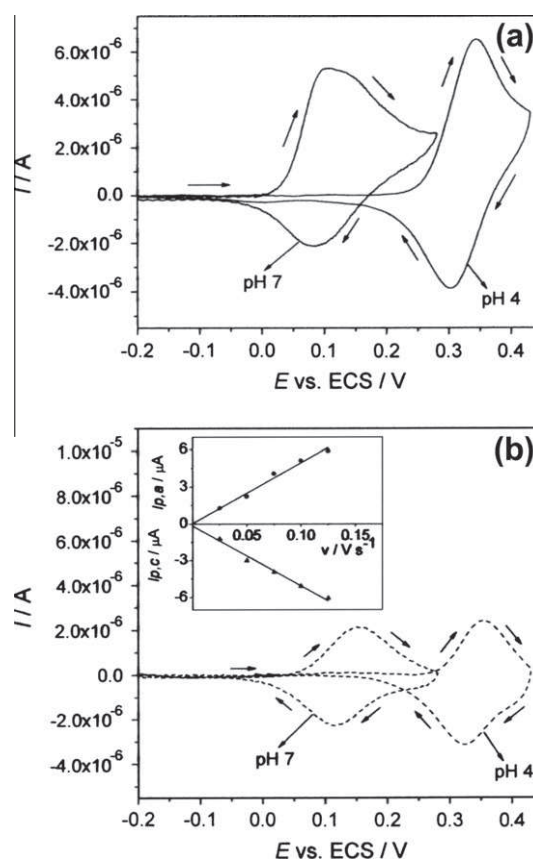 (a)
6.0x10⁻⁶
4.0x10⁻⁶
2.0x10⁻⁶
0.0
-2.0x10⁻⁶
-4.0x10⁻⁶
I / A
pH 7
pH 4
-0.2 -0.1 0.0 0.1 0.2 0.3 0.4
E vs. ECS / V
(b)
1.0x10⁻⁵
8.0x10⁻⁶
6.0x10⁻⁶
4.0x10⁻⁶
2.0x10⁻⁶
0.0
-2.0x10⁻⁶
-4.0x10⁻⁶
I / A
6
3
0
-3
-6
Ip,a / µA
Ip,c / µA
0.05 0.10 0.15
v / V s⁻¹
pH 7
pH 4
-0.2 -0.1 0.0 0.1 0.2 0.3 0.4
E vs. ECS / V